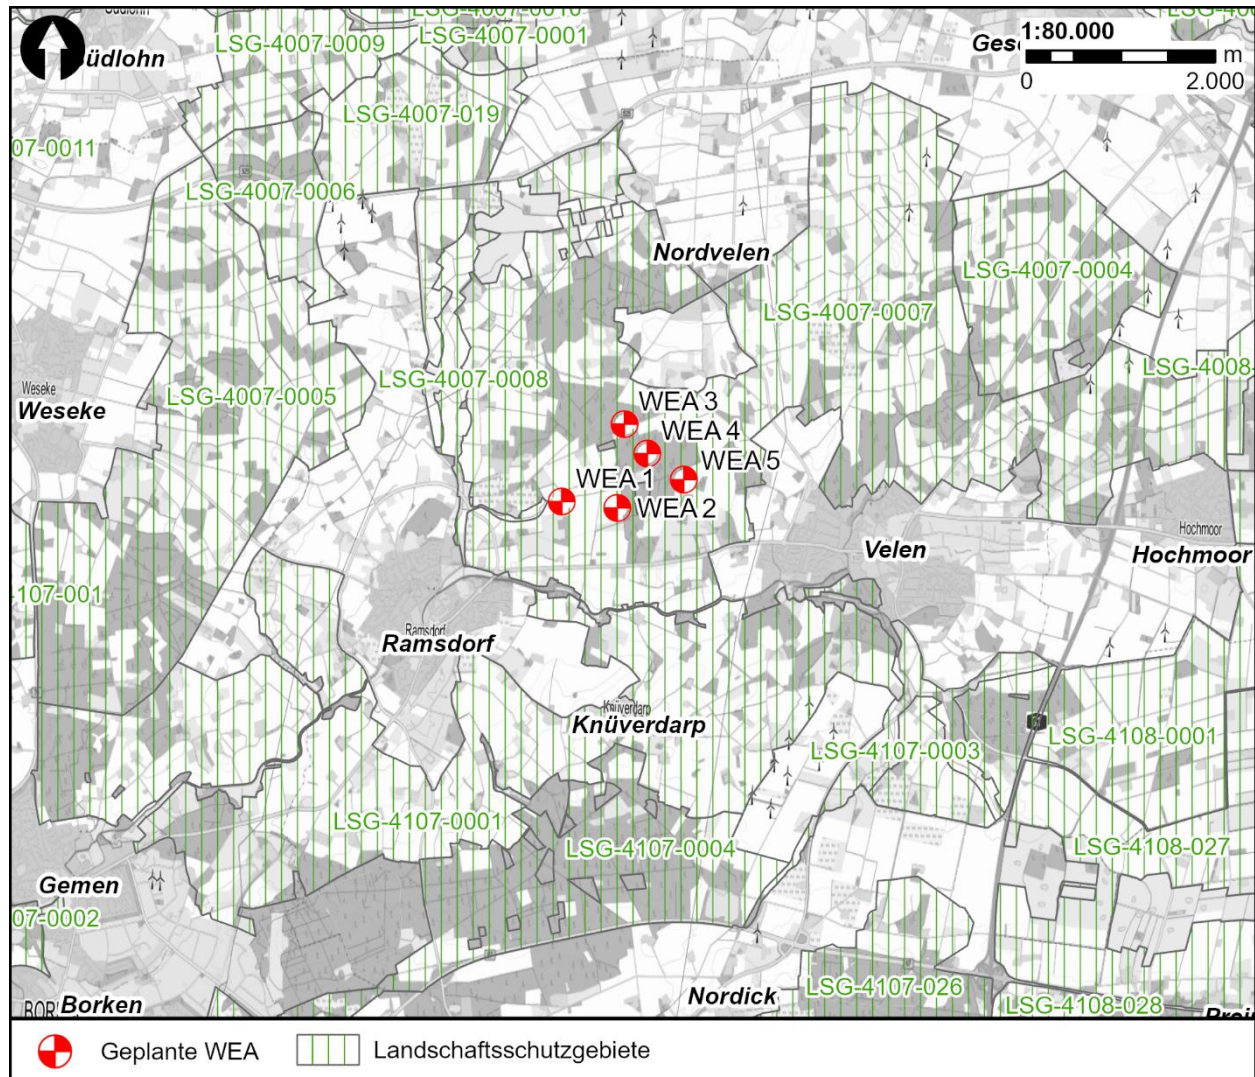 LSG-4007-0009
LSG-4007-0001
1:80.000
m
0
2.000
üdlohn
LSG-4007-019
07-0011
LSG-4007-0006
Nordvelen
LSG-4007-0004
LSG-4007-0007
LSG-4007-0008
LSG-4008-
Weseke
Weseke
LSG-4007-0005
WEA 3
WEA 4
WEA 5
WEA 1
WEA 2
Velen
Hochmoor
Hochmoor
107-001
Ramsdorf
Ramsdorf
Knüverdarp
Knüverdarp
LSG-4107-0003
LSG-4108-0001
LSG-4107-0001
LSG-4107-0004
LSG-4108-027
Gemen
07-0002
Borken
Nordick
LSG-4107-026
LSG-4108-028
Geplante WEA
Landschaftsschutzgebiete